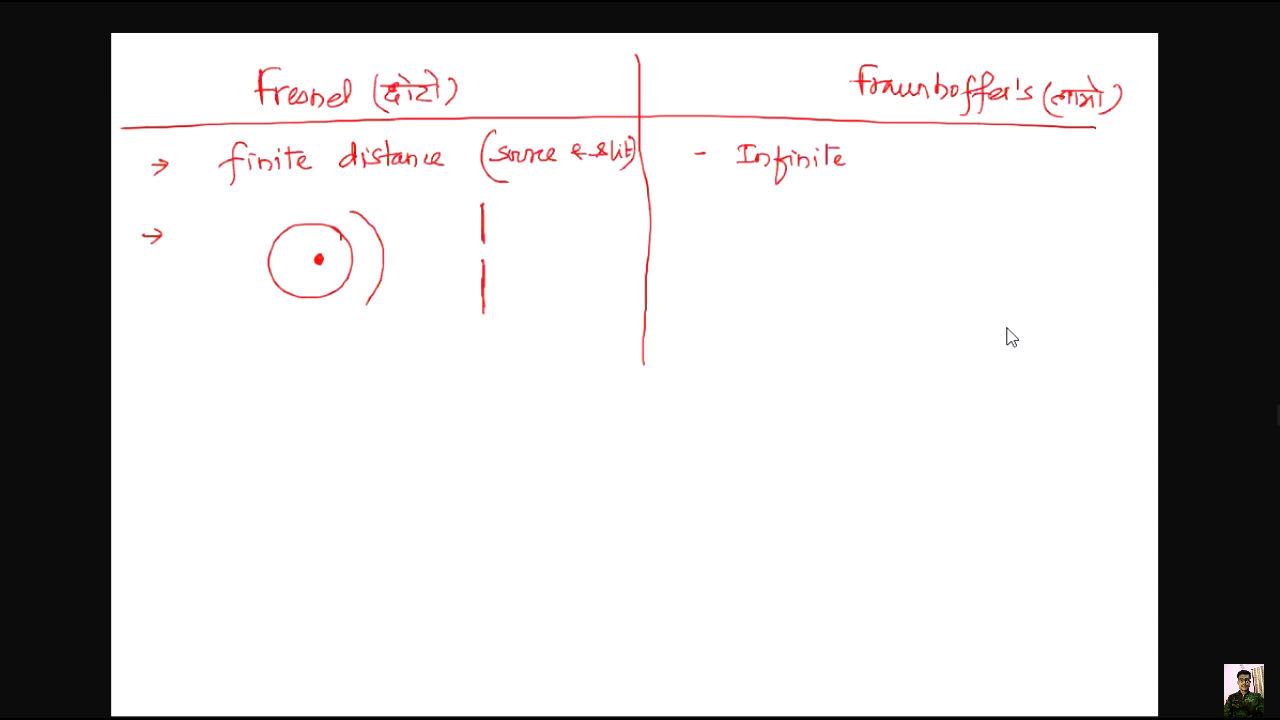 Fresnel (छोटो)
Fraunhoffer's (लामो)
→ finite distance (source & slit)
- Infinite
→